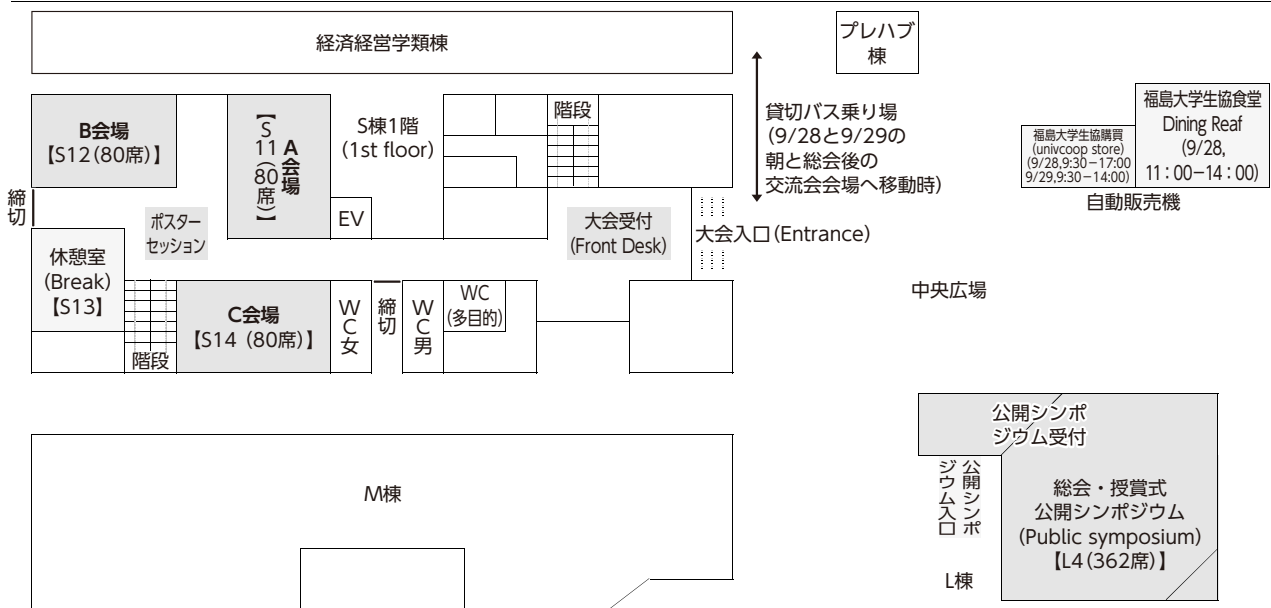 経済経営学類棟
プレハブ
棟
B会場
【S12(80席)】
A会場
【S11(80席)】
S棟1階
(1st floor)
階段
貸切バス乗り場
(9/28と9/29の
朝と総会後の
交流会会場へ移動時)
福島大学生協購買
(univcoop store)
(9/28,9:30-17:00
9/29,9:30-14:00)
福島大学生協食堂
Dining Reaf
(9/28,
11:00-14:00)
自動販売機
締切
ポスター
セッション
EV
大会受付
(Front Desk)
大会入口(Entrance)
休憩室
(Break)
【S13】
階段
C会場
【S14 (80席)】
WC女
締切
WC男
WC
(多目的)
中央広場
M棟
公開シンポ
ジウム受付
公開シンポ
ジウム入口
総会・授賞式
公開シンポジウム
(Public symposium)
【L4(362席)】
L棟